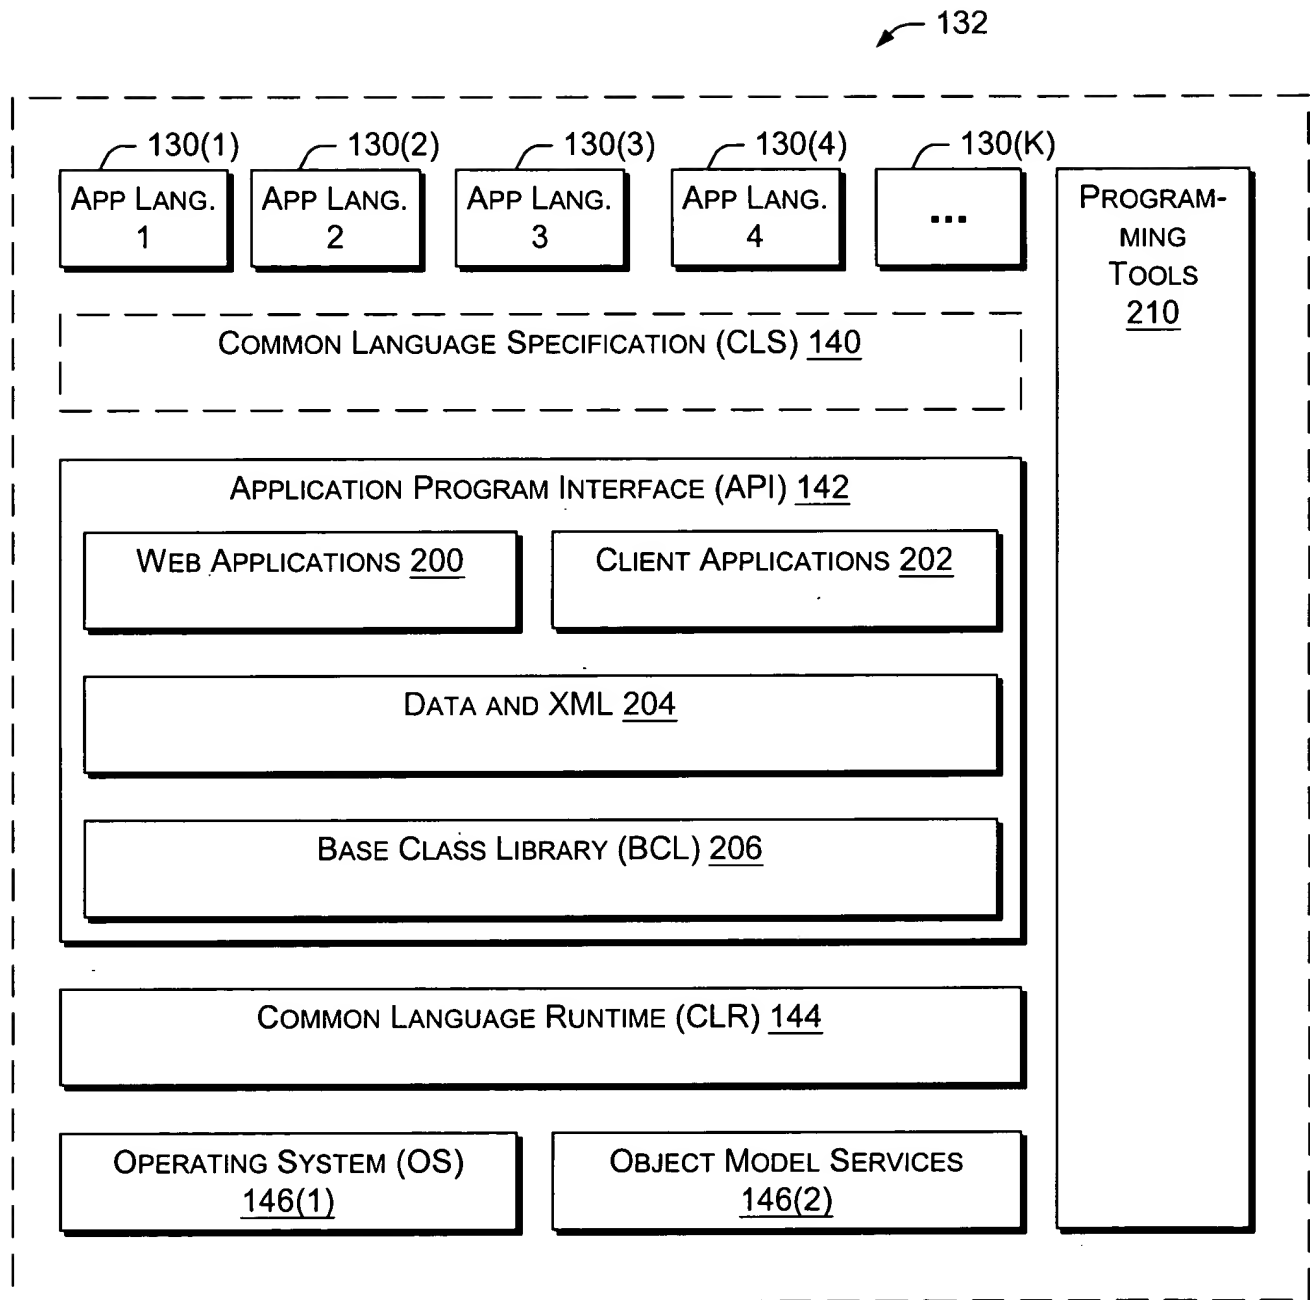 132
130(1) 130(2) 130(3) 130(4) 130(K)
APP LANG.
1
APP LANG.
2
APP LANG.
3
APP LANG.
4
...
PROGRAM-
MING
TOOLS
210
COMMON LANGUAGE SPECIFICATION (CLS) 140
APPLICATION PROGRAM INTERFACE (API) 142
WEB APPLICATIONS 200
CLIENT APPLICATIONS 202
DATA AND XML 204
BASE CLASS LIBRARY (BCL) 206
COMMON LANGUAGE RUNTIME (CLR) 144
OPERATING SYSTEM (OS)
146(1)
OBJECT MODEL SERVICES
146(2)